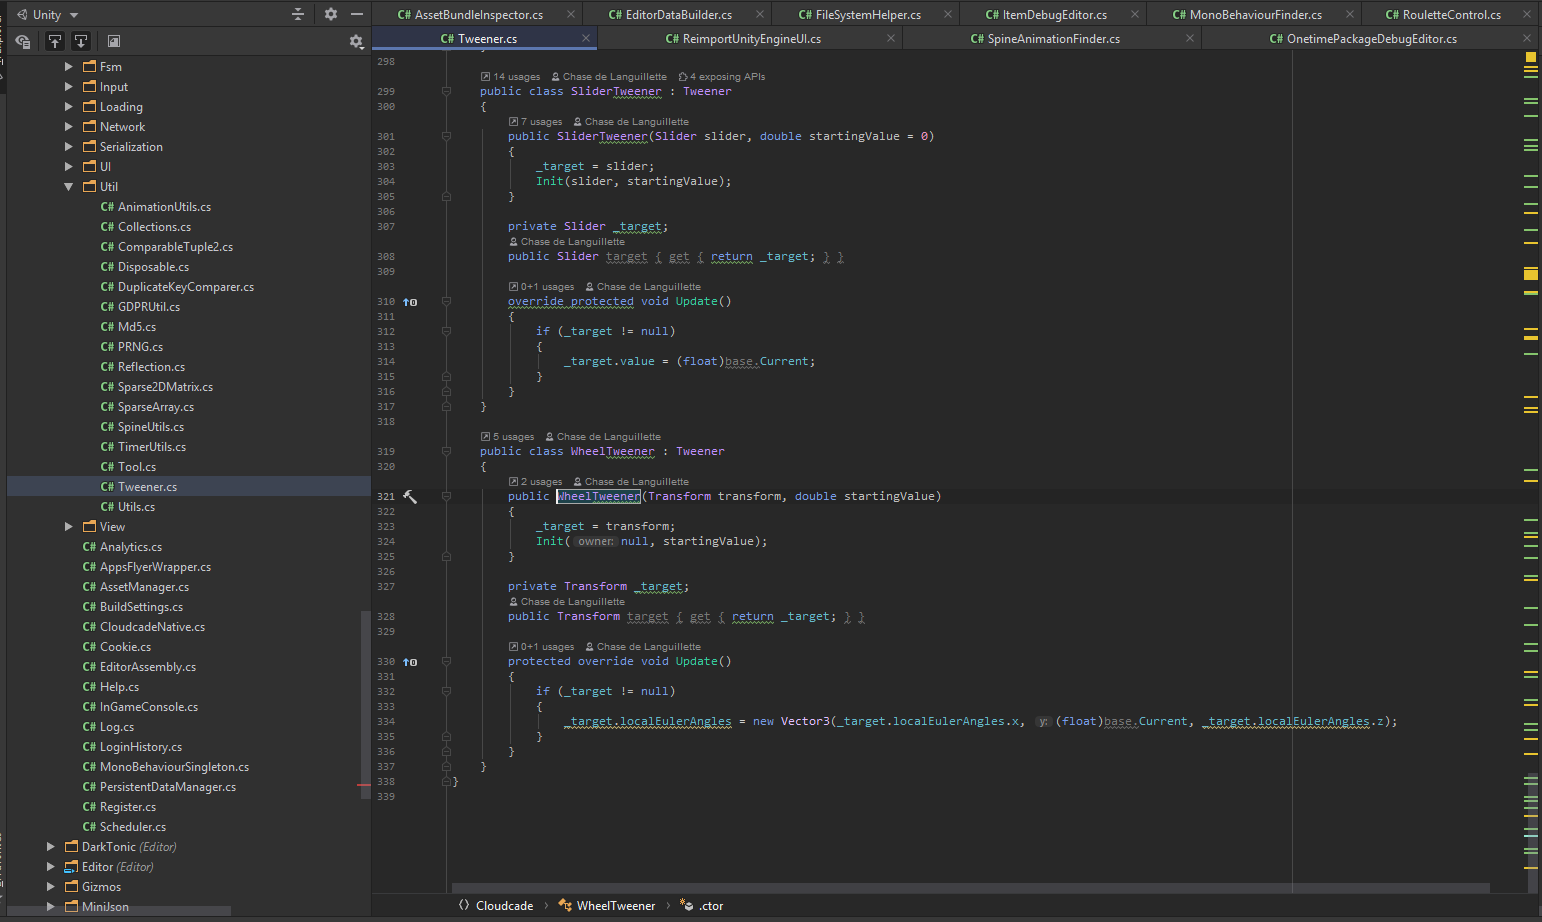 Unity
Fsm
Input
Loading
Network
Serialization
UI
Util
C# AnimationUtils.cs
C# Collections.cs
C# ComparableTuple2.cs
C# Disposable.cs
C# DuplicateKeyComparer.cs
C# GDPRUtil.cs
C# Md5.cs
C# PRNG.cs
C# Reflection.cs
C# Sparse2DMatrix.cs
C# SparseArray.cs
C# SpineUtils.cs
C# TimerUtils.cs
C# Tool.cs
C# Tweener.cs
C# Utils.cs
View
C# Analytics.cs
C# AppsFlyerWrapper.cs
C# AssetManager.cs
C# BuildSettings.cs
C# CloudcadeNative.cs
C# Cookie.cs
C# EditorAssembly.cs
C# Help.cs
C# InGameConsole.cs
C# Log.cs
C# LoginHistory.cs
C# MonoBehaviourSingleton.cs
C# PersistentDataManager.cs
C# Register.cs
C# Scheduler.cs
DarkTonic (Editor)
Editor (Editor)
Gizmos
MiniJson
C# AssetBundleInspector.cs
C# EditorDataBuilder.cs
C# FileSystemHelper.cs
C# ItemDebugEditor.cs
C# MonoBehaviourFinder.cs
C# RouletteControl.cs
C# Tweener.cs
C# ReimportUnityEngineUI.cs
C# SpineAnimationFinder.cs
C# OnetimePackageDebugEditor.cs
298
14 usages Chase de Languillette 4 exposing APIs
299 public class SliderTweener : Tweener
300 {
7 usages Chase de Languillette
301 public SliderTweener(Slider slider, double startingValue = 0)
302 {
303 _target = slider;
304 Init(slider, startingValue);
305 }
306
307 private Slider _target;
Chase de Languillette
308 public Slider target { get { return _target; } }
309
0+1 usages Chase de Languillette
310 override protected void Update()
311 {
312 if (_target != null)
313 {
314 _target.value = (float)base.Current;
315 }
316 }
317 }
318
5 usages Chase de Languillette
319 public class WheelTweener : Tweener
320 {
2 usages Chase de Languillette
321 public WheelTweener(Transform transform, double startingValue)
322 {
323 _target = transform;
324 Init( owner: null, startingValue);
325 }
326
327 private Transform _target;
Chase de Languillette
328 public Transform target { get { return _target; } }
329
0+1 usages Chase de Languillette
330 protected override void Update()
331 {
332 if (_target != null)
333 {
334 _target.localEulerAngles = new Vector3(_target.localEulerAngles.x, y: (float)base.Current, _target.localEulerAngles.z);
335 }
336 }
337 }
338 }
339
Cloudcade › WheelTweener › .ctor